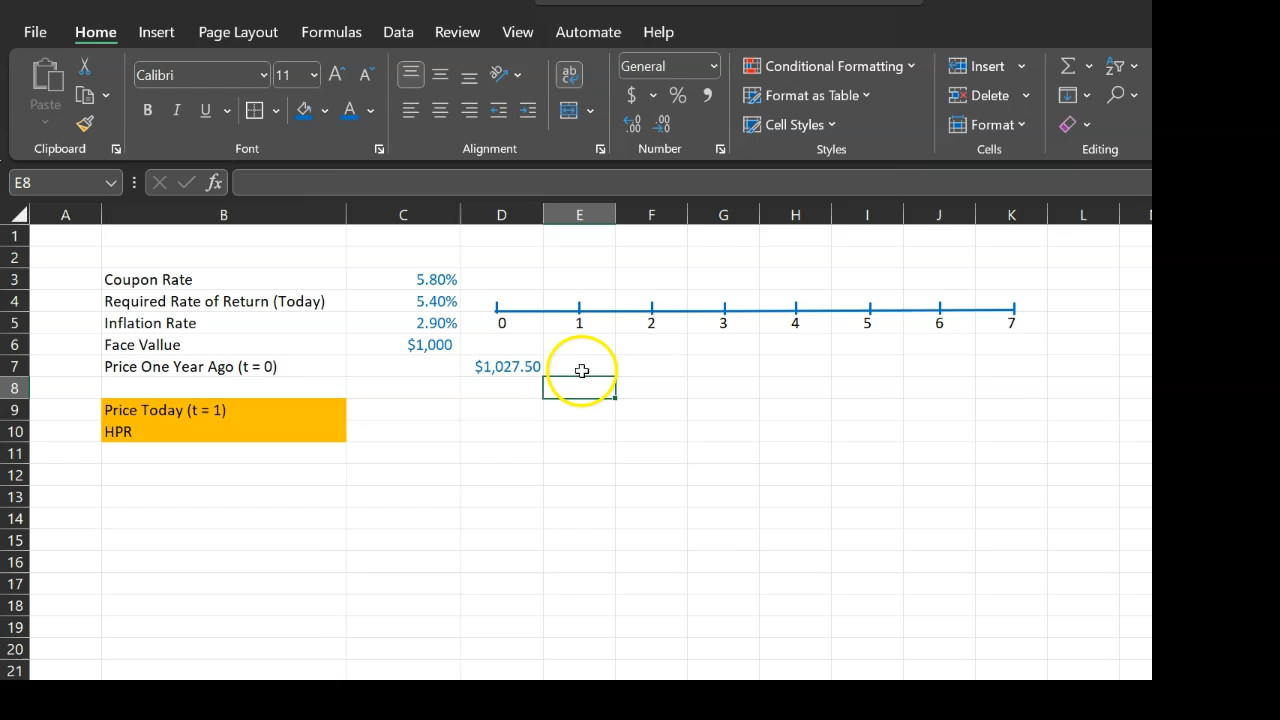 File Home Insert Page Layout Formulas Data Review View Automate Help
Paste
Calibri 11 A A
B I U A
ab
General
$ % 9
Conditional Formatting
Format as Table
Cell Styles
Insert
Delete
Format
Clipboard Font Alignment Number Styles Cells Editing
E8 fx
A B C D E F G H I J K L
1
2
3 Coupon Rate 5.80%
4 Required Rate of Return (Today) 5.40%
5 Inflation Rate 2.90% 0 1 2 3 4 5 6 7
6 Face Vallue $1,000
7 Price One Year Ago (t = 0) $1,027.50
8
9 Price Today (t = 1)
10 HPR
11
12
13
14
15
16
17
18
19
20
21